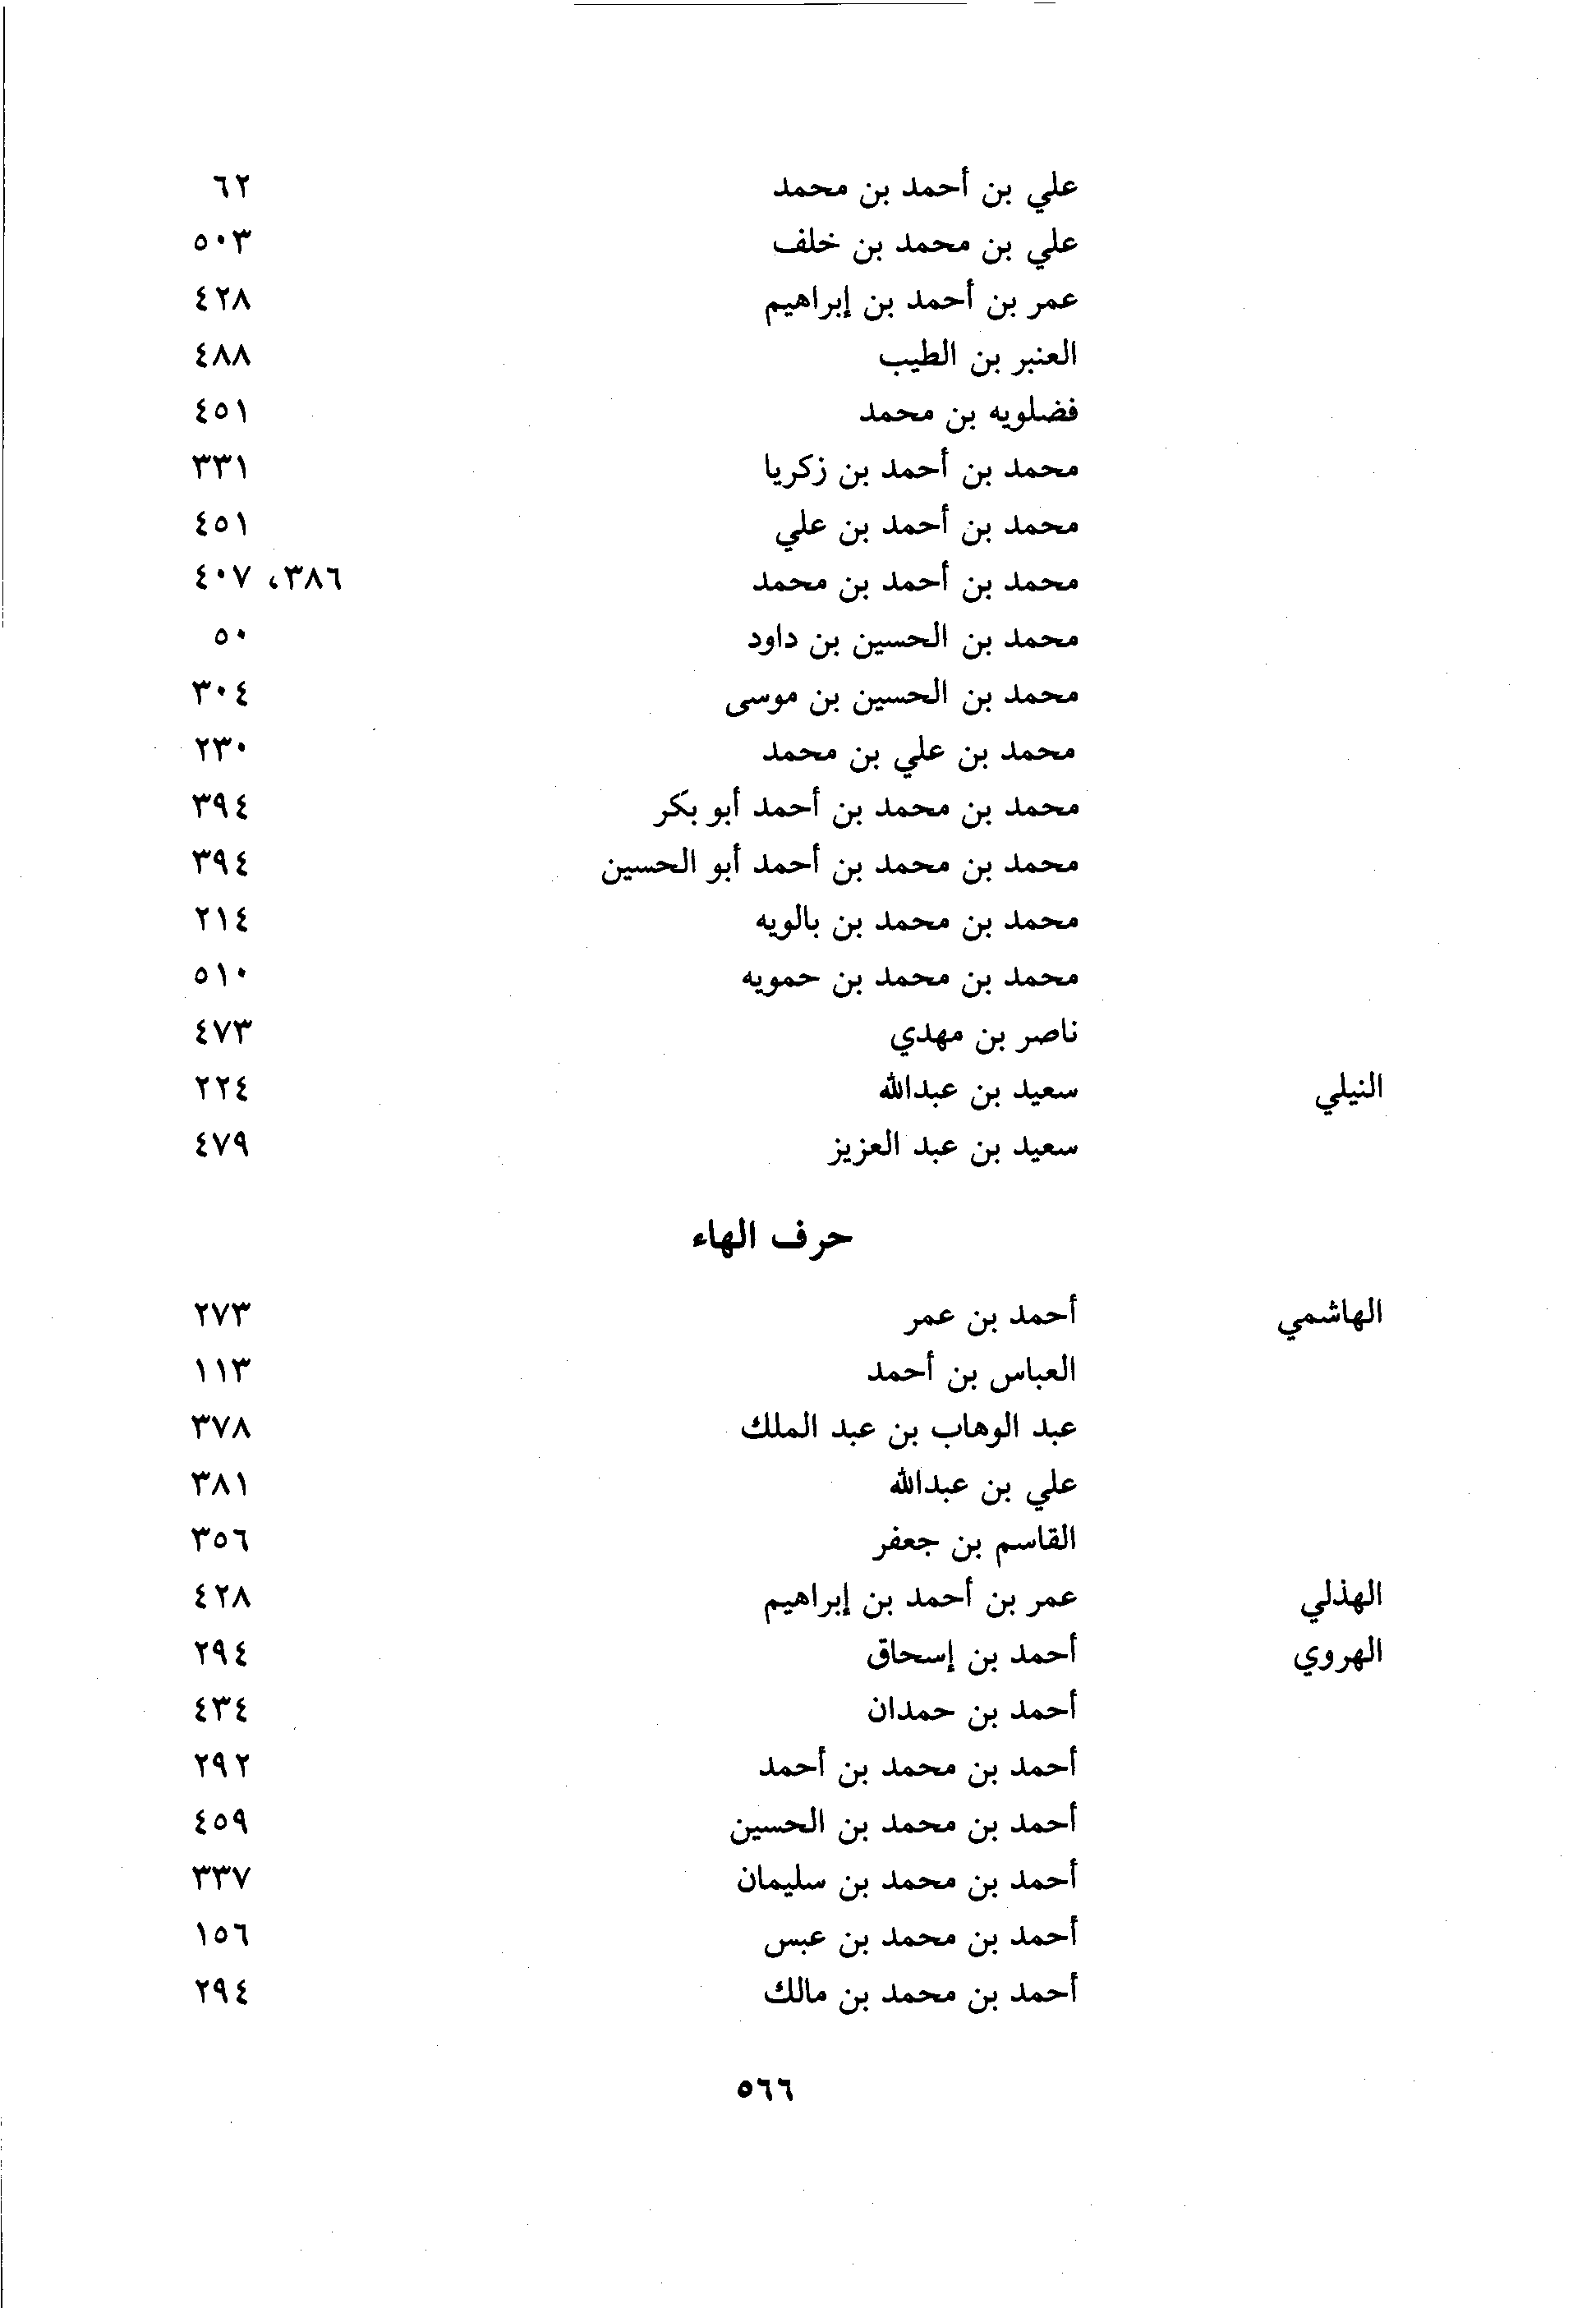 علي بن أحمد بن محمد ٦٢
علي بن محمد بن خلف ٥٠٣
عمر بن أحمد بن إبراهيم ٤٢٨
العنبر بن الطيب ٤٨٨
فضلويه بن محمد ٤٥١
محمد بن أحمد بن زكريا ٣٣١
محمد بن أحمد بن علي ٤٥١
محمد بن أحمد بن محمد ٣٨٦، ٤٠٧
محمد بن الحسين بن داود ٥٠
محمد بن الحسين بن موسى ٣٠٤
محمد بن علي بن محمد ٢٣٠
محمد بن محمد بن أحمد أبو بكر ٣٩٤
محمد بن محمد بن أحمد أبو الحسين ٣٩٤
محمد بن محمد بن بالويه ٢١٤
محمد بن محمد بن حمويه ٥١٠
ناصر بن مهدي ٤٧٣
النيلي سعيد بن عبدالله ٢٢٤
سعيد بن عبد العزيز ٤٧٩
حرف الهاء
الهاشمي أحمد بن عمر ٢٧٣
العباس بن أحمد ١١٣
عبد الوهاب بن عبد الملك ٣٧٨
علي بن عبدالله ٣٨١
القاسم بن جعفر ٣٥٦
الهذلي عمر بن أحمد بن إبراهيم ٤٢٨
الهروي أحمد بن إسحاق ٢٩٤
أحمد بن حمدان ٤٣٤
أحمد بن محمد بن أحمد ٢٩٢
أحمد بن محمد بن الحسين ٤٥٩
أحمد بن محمد بن سليمان ٣٣٧
أحمد بن محمد بن عبس ١٥٦
أحمد بن محمد بن مالك ٢٩٤
٥٦٦